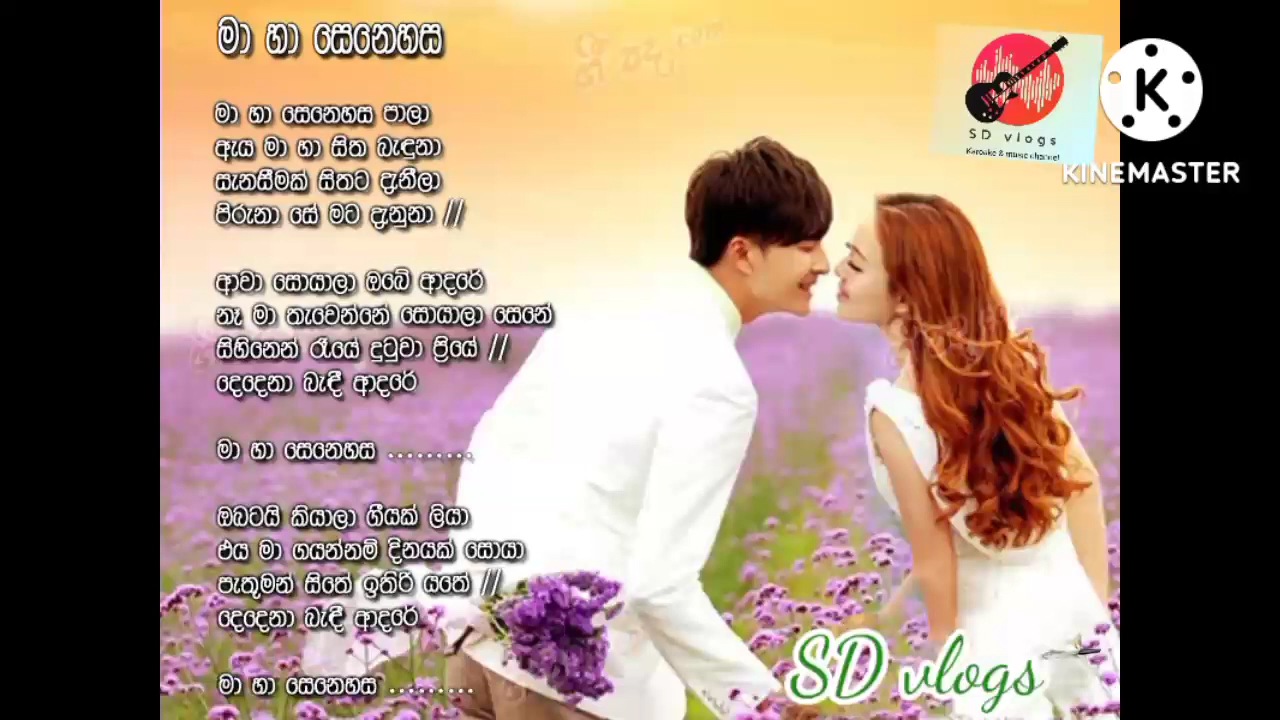 මා හා සෙනෙහස
මා හා සෙනෙහස පාලා
ඇය මා හා සිත බැඳුනා
සැනසීමක් සිතට දැනීලා
පිරුනා සේ මට දැනුනා //
ආවා සොයාලා ඔබේ ආදරේ
නෑ මා තැවෙන්නේ සොයාලා සෙනේ
සිහිනෙන් රෑයේ දුටුවා ප්‍රියේ //
දෙදෙනා බැඳී ආදරේ
මා හා සෙනෙහස .........
ඔබටයි කියාලා ගීයක් ලියා
එය මා ගයන්නම් දිනයක් සොයා
පැතුමන් සිතේ ඉතිරි යතේ //
දෙදෙනා බැඳී ආදරේ
මා හා සෙනෙහස .........
SD vlogs
Karaoke & music channel
K
KINEMASTER
SD vlogs